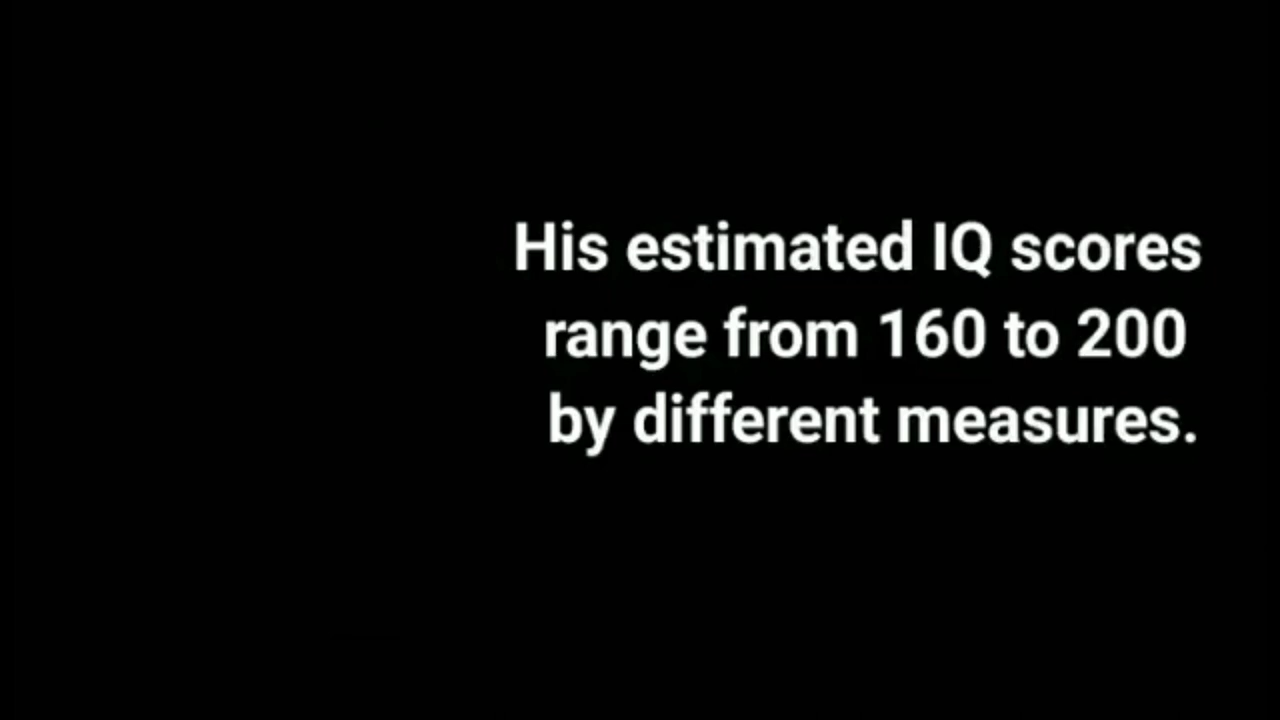 His estimated IQ scores
range from 160 to 200
by different measures.